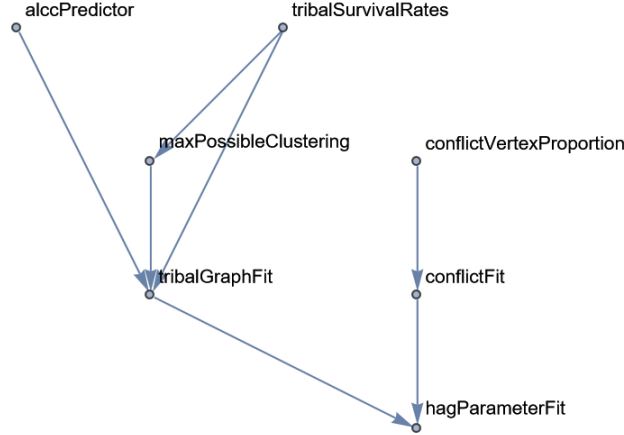 alccPredictor
tribalSurvivalRates
maxPossibleClustering
conflictVertexProportion
tribalGraphFit
conflictFit
hagParameterFit